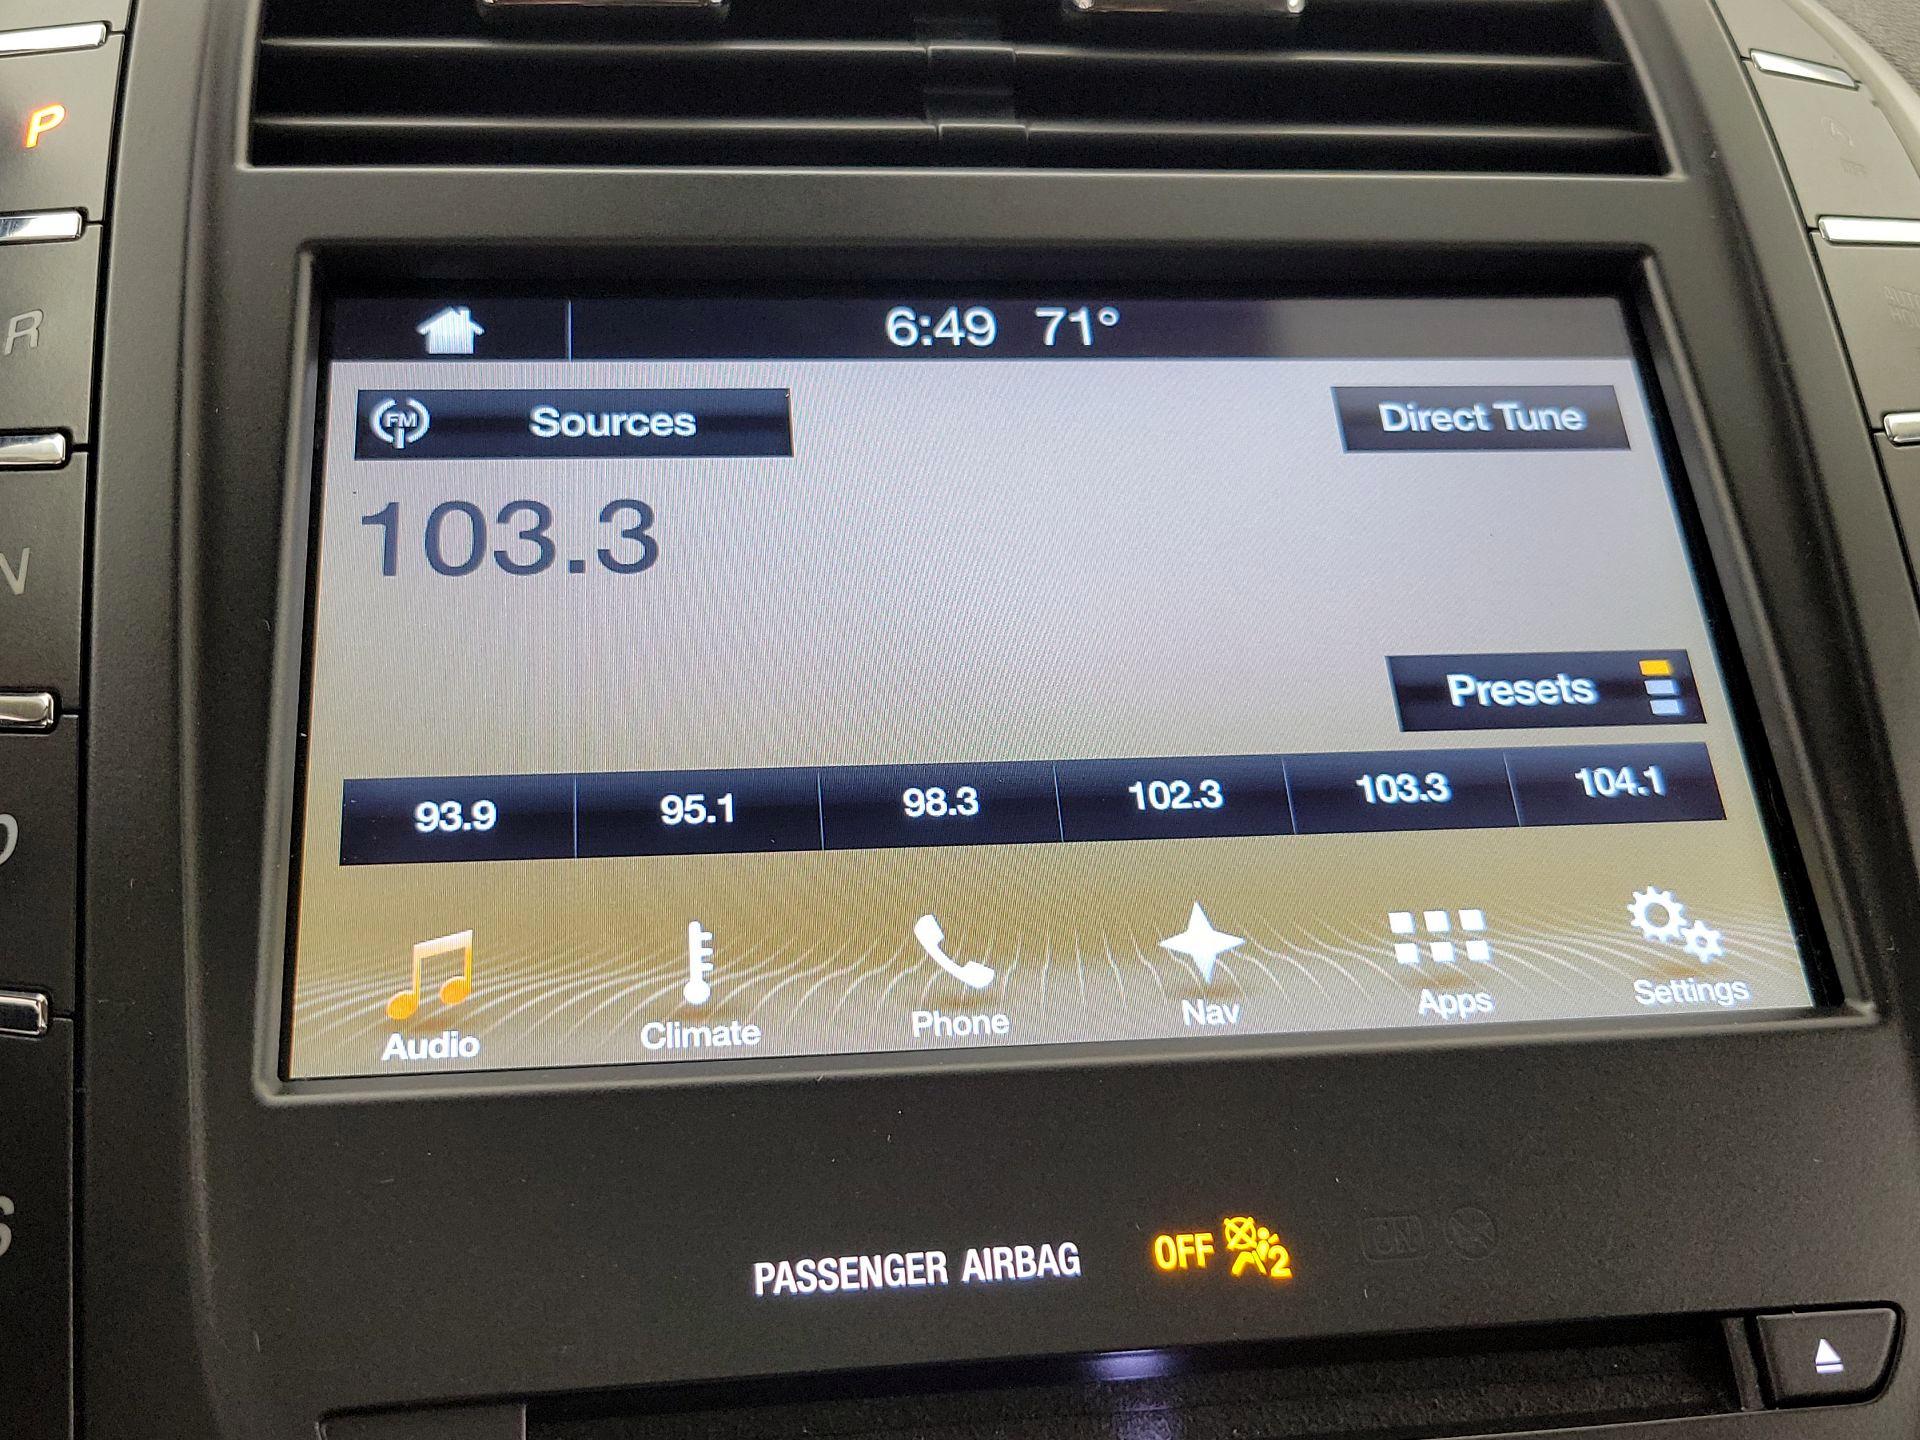 P
R
N
D
S
6:49 71°
FM Sources
Direct Tune
103.3
Presets
93.9 95.1 98.3 102.3 103.3 104.1
Audio Climate Phone Nav Apps Settings
PASSENGER AIRBAG OFF 2 ON